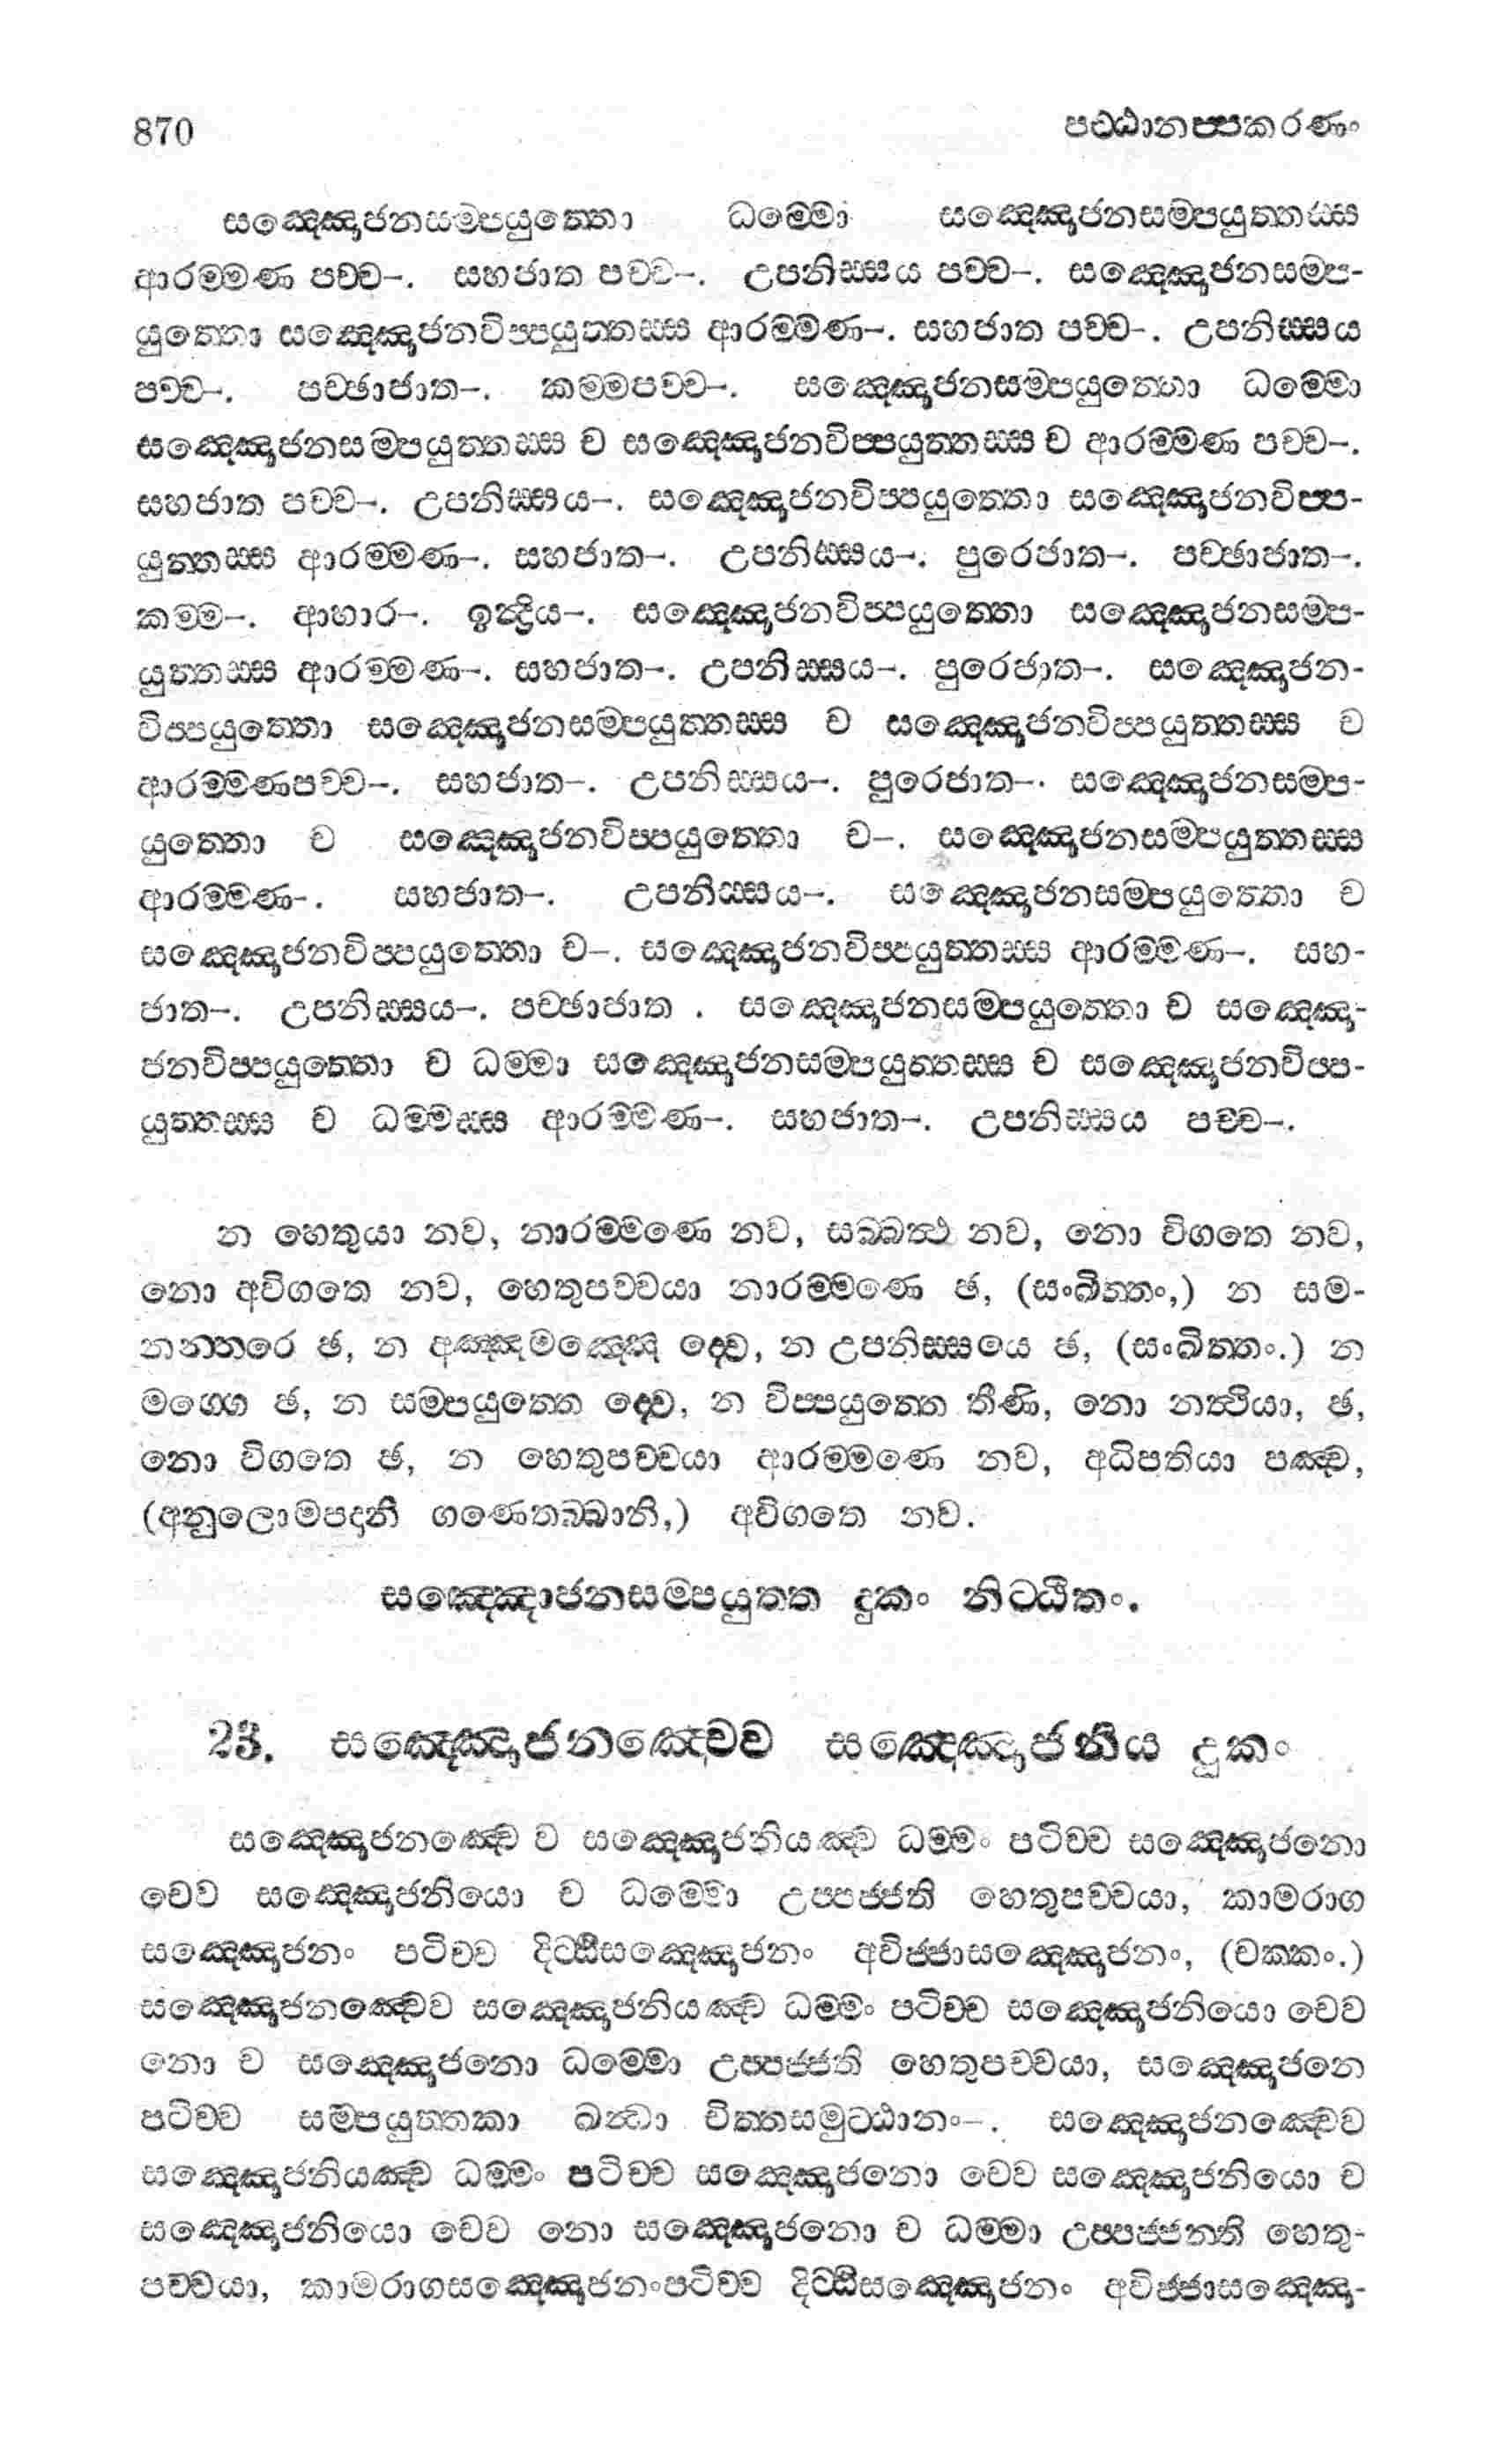 870 පට්ඨානප්පකරණං
සඤ්ඤොජනසම්පයුත්තො ධම්මො සඤ්ඤොජනසම්පයුත්තස්ස
ආරම්මණ පච්ච-. සහජාත පච්ච-. උපනිස්සය පච්ච-. සඤ්ඤොජනසම්ප-
යුත්තො සඤ්ඤොජනවිප්පයුත්තස්ස ආරම්මණ-. සහජාත පච්ච-. උපනිස්සය
පච්ච-. පච්ඡාජාත-. කම්මපච්ච-. සඤ්ඤොජනසම්පයුත්තො ධම්මො
සඤ්ඤොජනසම්පයුත්තස්ස ච සඤ්ඤොජනවිප්පයුත්තස්ස ච ආරම්මණ පච්ච-.
සහජාත පච්ච-. උපනිස්සය-. සඤ්ඤොජනවිප්පයුත්තො සඤ්ඤොජනවිප්ප-
යුත්තස්ස ආරම්මණ-. සහජාත-. උපනිස්සය-. පුරෙජාත-. පච්ඡාජාත-.
කම්ම-. ආහාර-. ඉන්ද්‍රිය-. සඤ්ඤොජනවිප්පයුත්තො සඤ්ඤොජනසම්ප-
යුත්තස්ස ආරම්මණ-. සහජාත-. උපනිස්සය-. පුරෙජාත-. සඤ්ඤොජන-
විප්පයුත්තො සඤ්ඤොජනසම්පයුත්තස්ස ච සඤ්ඤොජනවිප්පයුත්තස්ස ච
ආරම්මණපච්ච-. සහජාත-. උපනිස්සය-. පුරෙජාත-. සඤ්ඤොජනසම්ප-
යුත්තො ච සඤ්ඤොජනවිප්පයුත්තො ච-. සඤ්ඤොජනසම්පයුත්තස්ස
ආරම්මණ-. සහජාත-. උපනිස්සය-. සඤ්ඤොජනසම්පයුත්තො ච
සඤ්ඤොජනවිප්පයුත්තො ච-. සඤ්ඤොජනවිප්පයුත්තස්ස ආරම්මණ-. සහ-
ජාත-. උපනිස්සය-. පච්ඡාජාත . සඤ්ඤොජනසම්පයුත්තො ච සඤ්ඤො-
ජනවිප්පයුත්තො ච ධම්මා සඤ්ඤොජනසම්පයුත්තස්ස ච සඤ්ඤොජනවිප්ප-
යුත්තස්ස ච ධම්මස්ස ආරම්මණ-. සහජාත-. උපනිස්සය පච්ච-.
න හෙතුයා නව, නාරම්මණෙ නව, සබ්බත්ථ නව, නො විගතෙ නව,
නො අවිගතෙ නව, හෙතුපච්චයා නාරම්මණෙ ඡ, (සංඛිත්තං,) න සම-
නන්තරෙ ඡ, න අඤ්ඤමඤ්ඤෙ ද්වෙ, න උපනිස්සයෙ ඡ, (සංඛිත්තං.) න
මග්ගෙ ඡ, න සම්පයුත්තෙ ද්වෙ, න විප්පයුත්තෙ තීණි, නො නත්ථියා, ඡ,
නො විගතෙ ඡ, න හෙතුපච්චයා ආරම්මණෙ නව, අධිපතියා පඤ්ච,
(අනුලොමපදානි ගණෙතබ්බානි,) අවිගතෙ නව.
සඤ්ඤොජනසම්පයුත්ත දුකං නිට්ඨිතං.
23. සඤ්ඤොජනඤ්චෙව සඤ්ඤොජනිය දුකං
සඤ්ඤොජනඤ්චෙ ව සඤ්ඤොජනියඤ්ච ධම්මං පටිච්ච සඤ්ඤොජනො
චෙව සඤ්ඤොජනියො ච ධම්මො උප්පජ්ජති හෙතුපච්චයා, කාමරාග
සඤ්ඤොජනං පටිච්ච දිට්ඨිසඤ්ඤොජනං අවිජ්ජාසඤ්ඤොජනං, (චක්කං.)
සඤ්ඤොජනඤ්චෙව සඤ්ඤොජනියඤ්ච ධම්මං පටිච්ච සඤ්ඤොජනියො චෙව
නො ච සඤ්ඤොජනො ධම්මො උප්පජ්ජති හෙතුපච්චයා, සඤ්ඤොජනෙ
පටිච්ච සම්පයුත්තකා ඛන්ධා චිත්තසමුට්ඨානං-. සඤ්ඤොජනඤ්චෙව
සඤ්ඤොජනියඤ්ච ධම්මං පටිච්ච සඤ්ඤොජනො චෙව සඤ්ඤොජනියො ච
සඤ්ඤොජනියො චෙව නො සඤ්ඤොජනො ච ධම්මා උප්පජ්ජන්ති හෙතු-
පච්චයා, කාමරාගසඤ්ඤොජනංපටිච්ච දිට්ඨිසඤ්ඤොජනං අවිජ්ජාසඤ්ඤො-